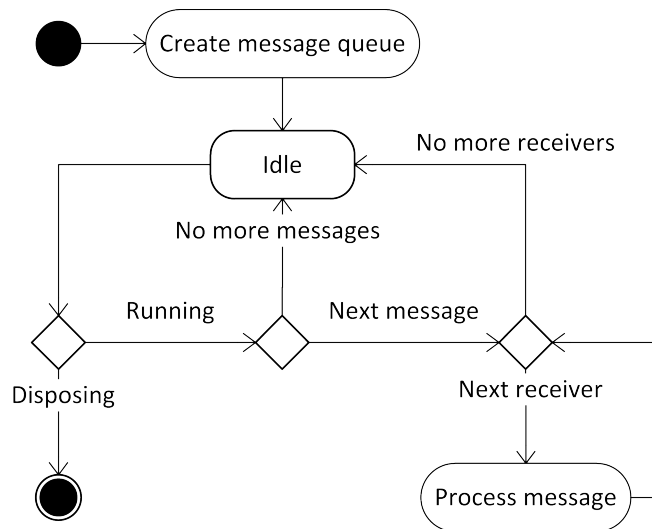 Create message queue
No more receivers
Idle
No more messages
Running
Next message
Disposing
Next receiver
Process message